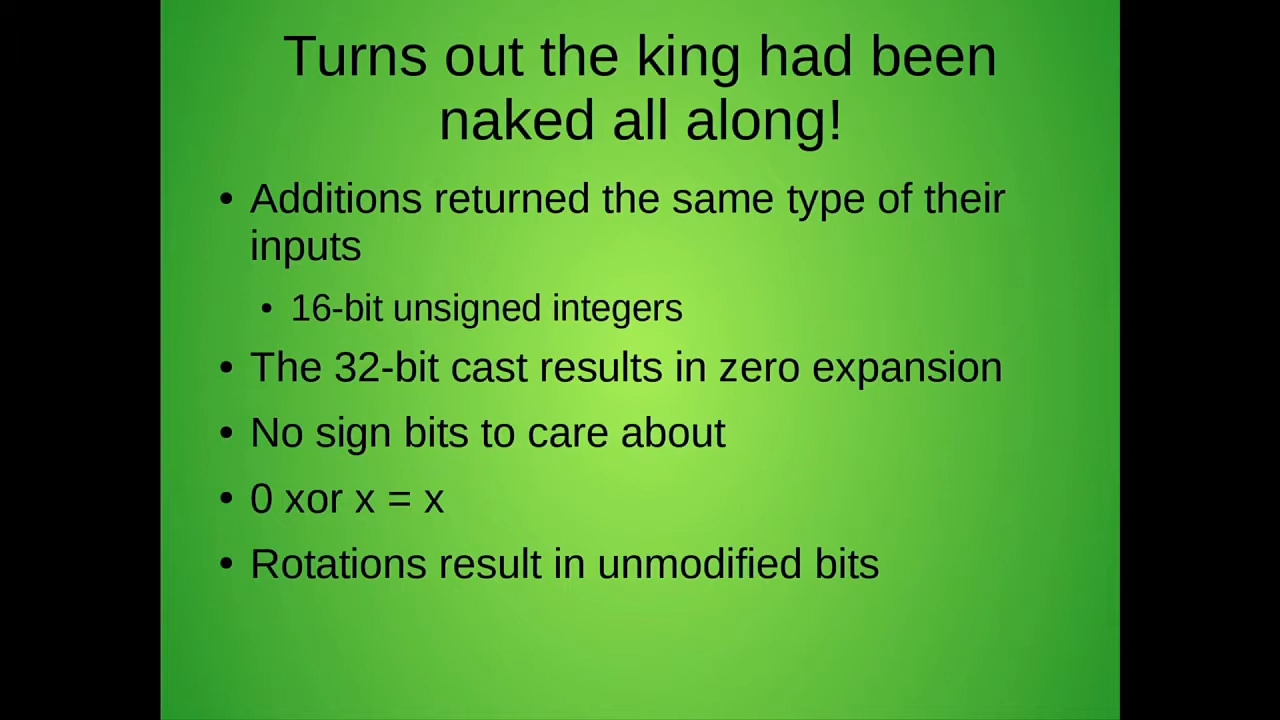 Turns out the king had been
naked all along!
• Additions returned the same type of their
inputs
• 16-bit unsigned integers
• The 32-bit cast results in zero expansion
• No sign bits to care about
• 0 xor x = x
• Rotations result in unmodified bits